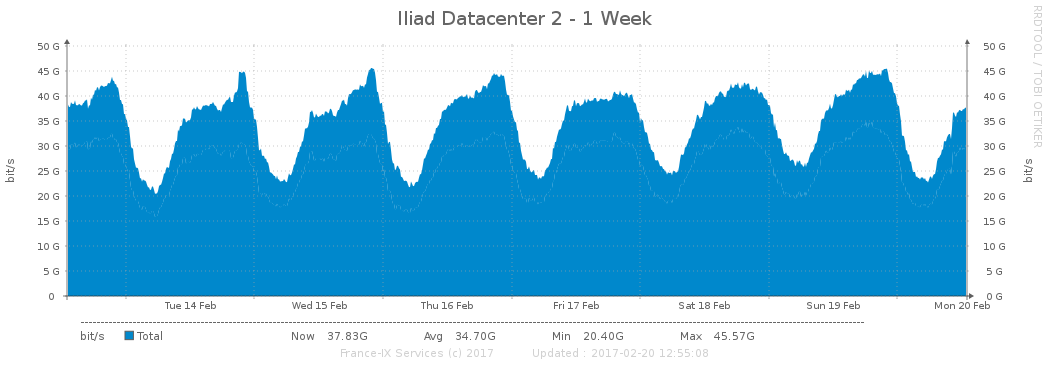 Iliad Datacenter 2 - 1 Week
RRDTOOL / TOBI OETIKER
50 G 50 G
45 G 45 G
40 G 40 G
35 G 35 G
30 G 30 G
25 G 25 G
20 G 20 G
15 G 15 G
10 G 10 G
5 G 5 G
0 0 G
bit/s bit/s
Tue 14 Feb Wed 15 Feb Thu 16 Feb Fri 17 Feb Sat 18 Feb Sun 19 Feb Mon 20 Feb
bit/s Total Now 37.83G Avg 34.70G Min 20.40G Max 45.57G
France-IX Services (c) 2017 Updated : 2017-02-20 12:55:08